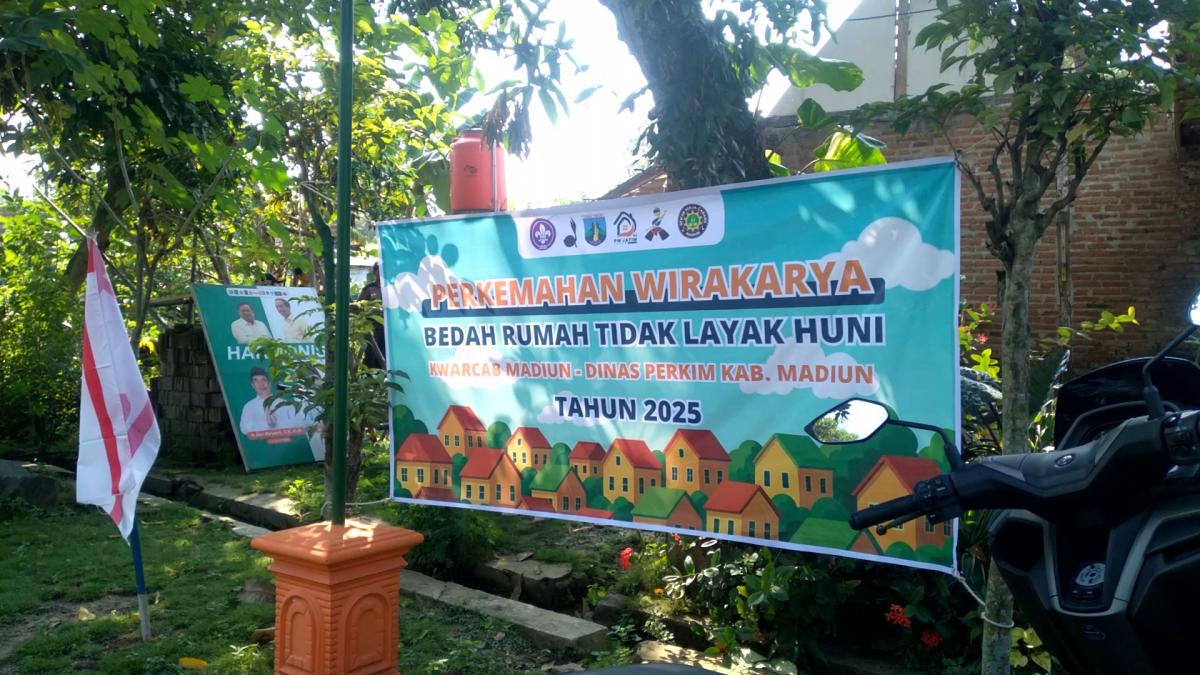 PERKEMAHAN WIRAKARYA
BEDAH RUMAH TIDAK LAYAK HUNI
KWARCAB MADIUN - DINAS PERKIM KAB. MADIUN
TAHUN 2025